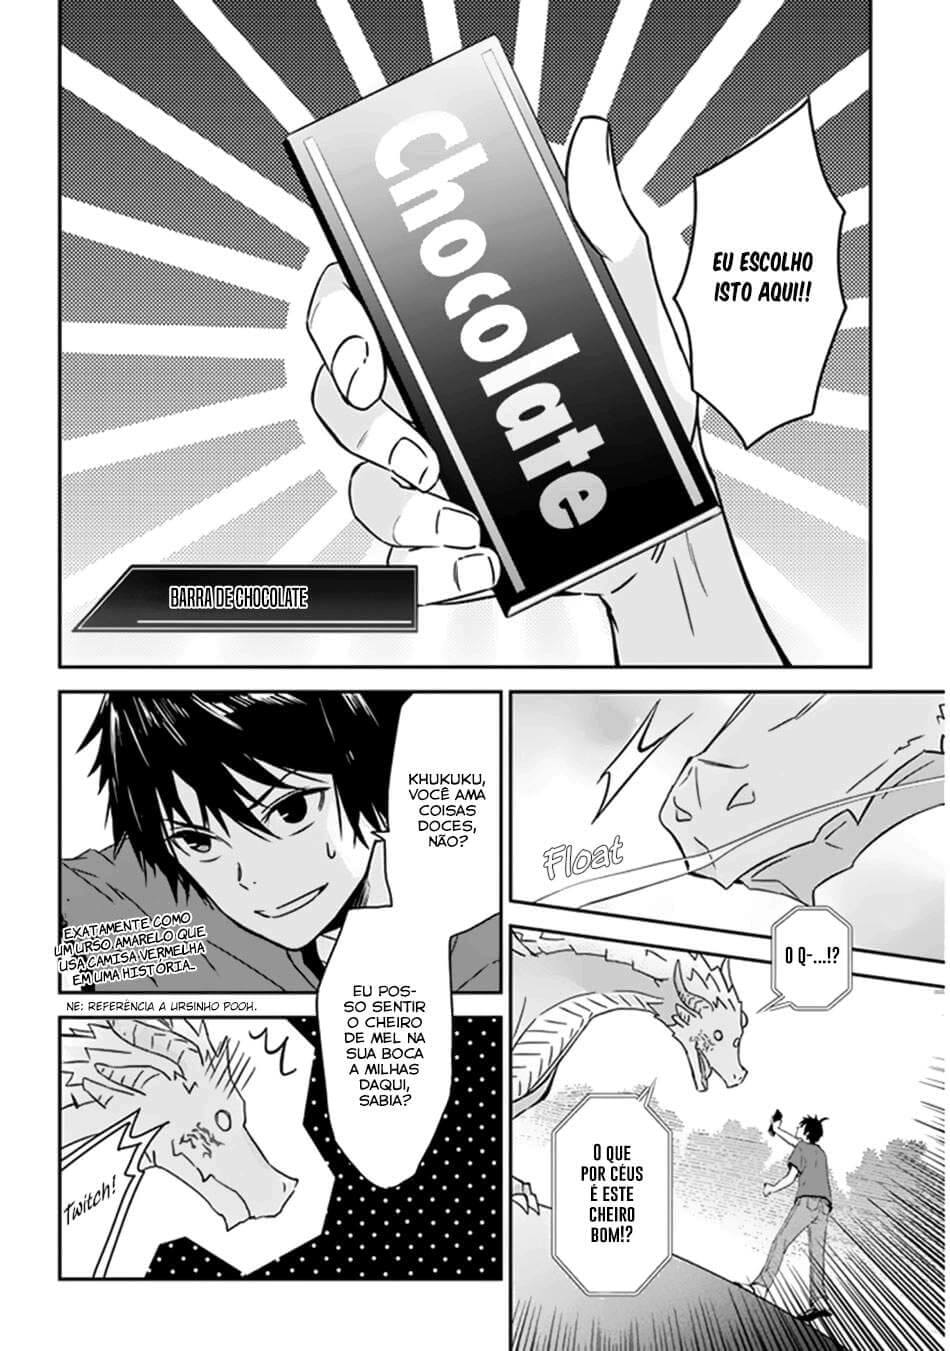 EU ESCOLHO
ISTO AQUI!!
Chocolate
BARRA DE CHOCOLATE
Float
O Q-...!?
O QUE
POR CÉUS
É ESTE
CHEIRO
BOM!?
KHUKUKU,
VOCÊ AMA
COISAS
DOCES,
NÃO?
EXATAMENTE COMO
UM URSO AMARELO QUE
USA CAMISA VERMELHA
EM UMA HISTÓRIA.
NE: REFERÊNCIA A URSINHO POOH.
EU POS-
SO SENTIR
O CHEIRO
DE MEL NA
SUA BOCA
A MILHAS
DAQUI,
SABIA?
Twitch!